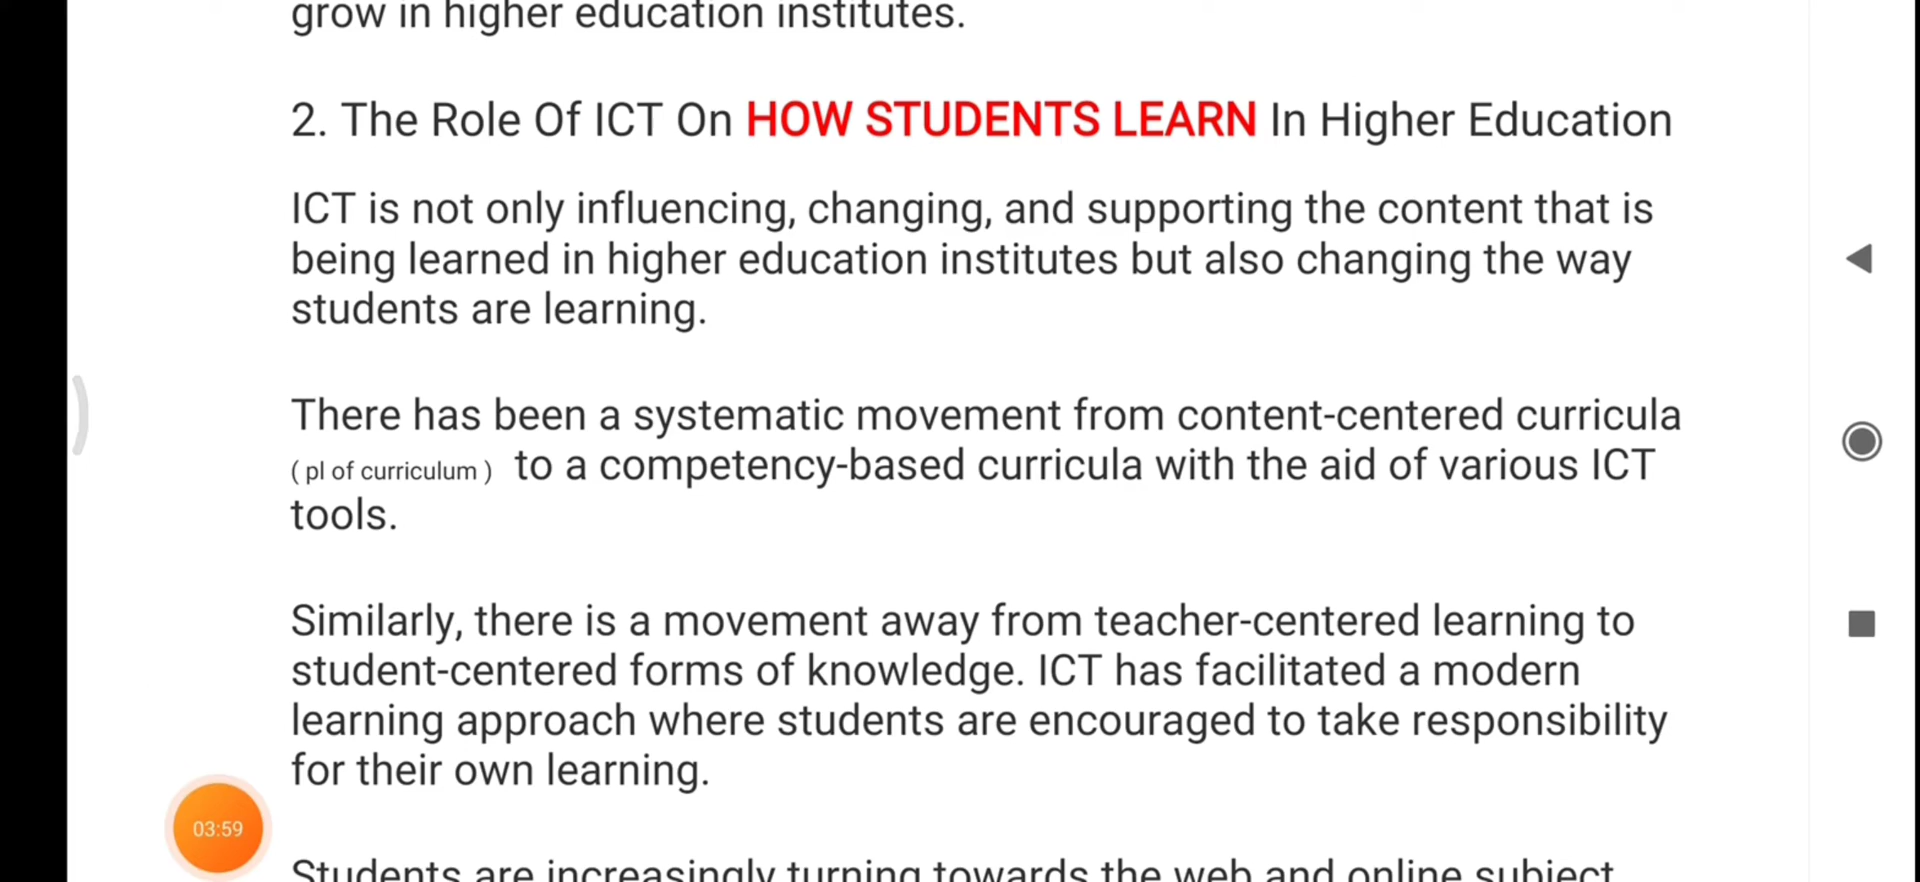 grow in higher education institutes.
2. The Role Of ICT On HOW STUDENTS LEARN In Higher Education
ICT is not only influencing, changing, and supporting the content that is
being learned in higher education institutes but also changing the way
students are learning.
There has been a systematic movement from content-centered curricula
( pl of curriculum ) to a competency-based curricula with the aid of various ICT
tools.
Similarly, there is a movement away from teacher-centered learning to
student-centered forms of knowledge. ICT has facilitated a modern
learning approach where students are encouraged to take responsibility
for their own learning.
03:59
Students are increasingly turning towards the web and online subject